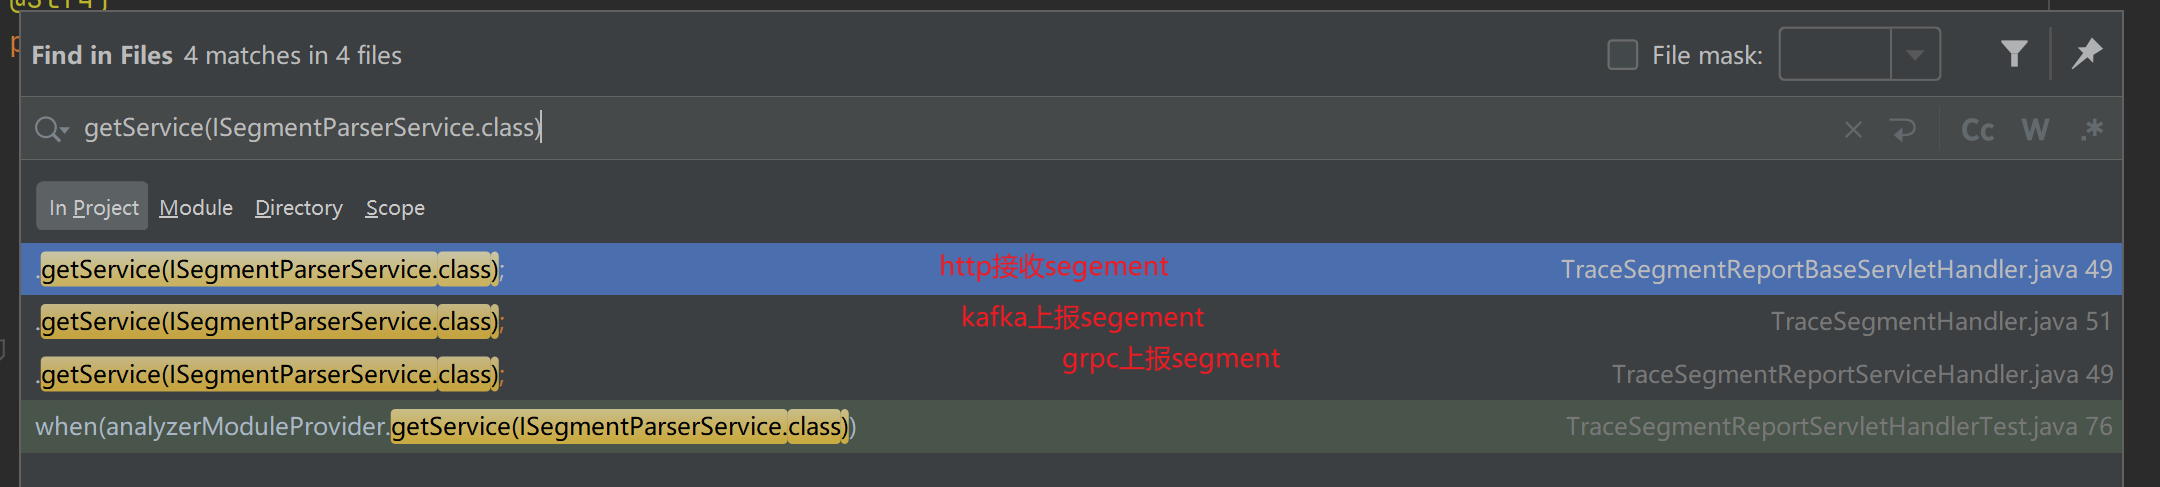 Find in Files 4 matches in 4 files File mask:
getService(ISegmentParserService.class) Cc W .*
In Project Module Directory Scope
.getService(ISegmentParserService.class); http接收segement TraceSegmentReportBaseServletHandler.java 49
.getService(ISegmentParserService.class); kafka上报segement TraceSegmentHandler.java 51
.getService(ISegmentParserService.class); grpc上报segment TraceSegmentReportServiceHandler.java 49
when(analyzerModuleProvider.getService(ISegmentParserService.class)) TraceSegmentReportServletHandlerTest.java 76